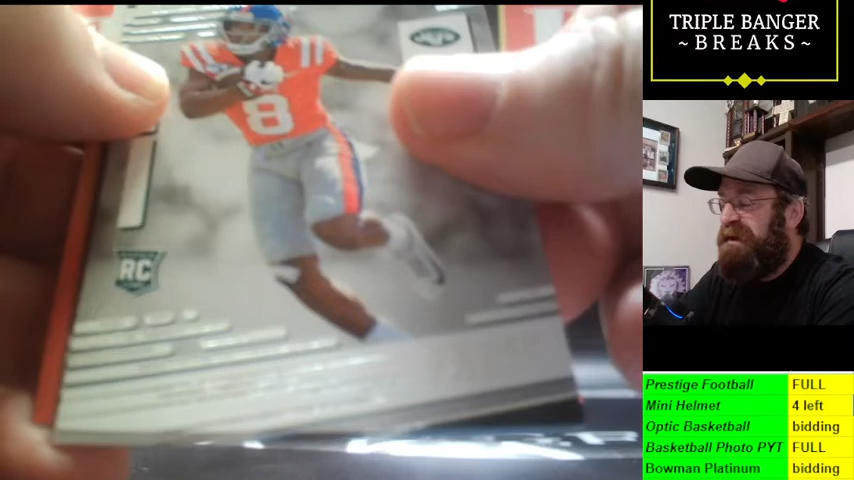 TRIPLE BANGER
~ BREAKS ~
JETS
8
RC
Prestige Football FULL
Mini Helmet 4 left
Optic Basketball bidding
Basketball Photo PYT FULL
Bowman Platinum bidding